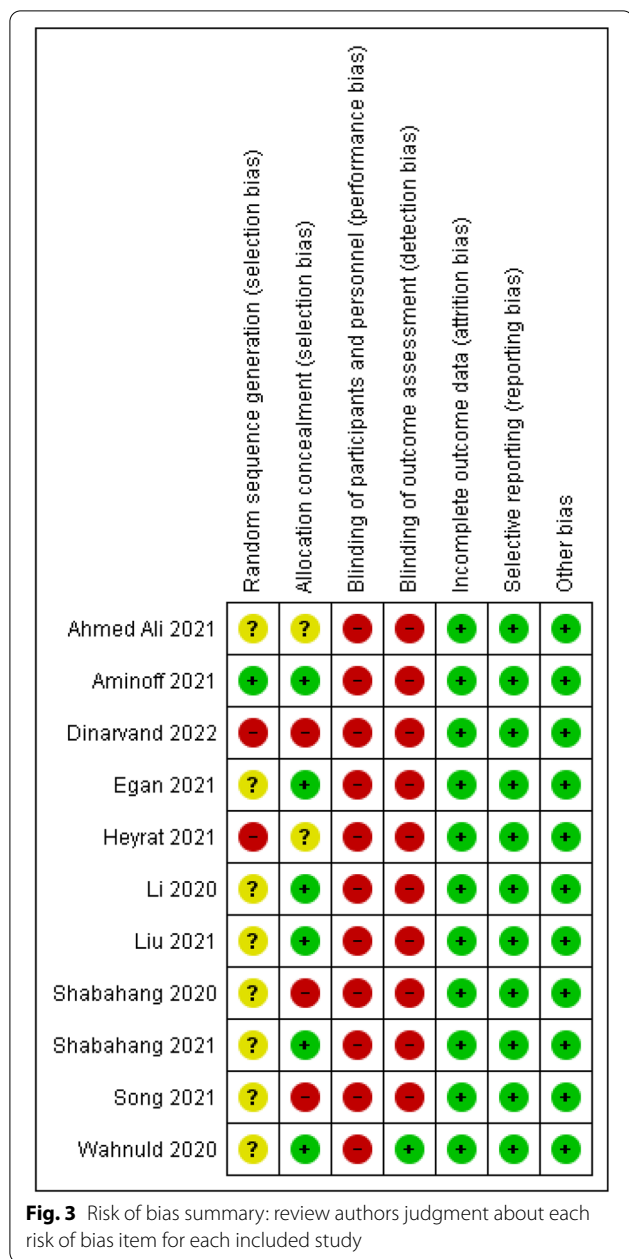 Random sequence generation (selection bias)
Allocation concealment (selection bias)
Blinding of participants and personnel (performance bias)
Blinding of outcome assessment (detection bias)
Incomplete outcome data (attrition bias)
Selective reporting (reporting bias)
Other bias
Ahmed Ali 2021 ? ? - - + + +
Aminoff 2021 + + - - + + +
Dinarvand 2022 - - - - + + +
Egan 2021 ? + - - + + +
Heyrat 2021 - ? - - + + +
Li 2020 ? + - - + + +
Liu 2021 ? + - - + + +
Shabahang 2020 ? - - - + + +
Shabahang 2021 ? + - - + + +
Song 2021 ? - - - + + +
Wahnuld 2020 ? + - + + + +
Fig. 3 Risk of bias summary: review authors judgment about each
risk of bias item for each included study